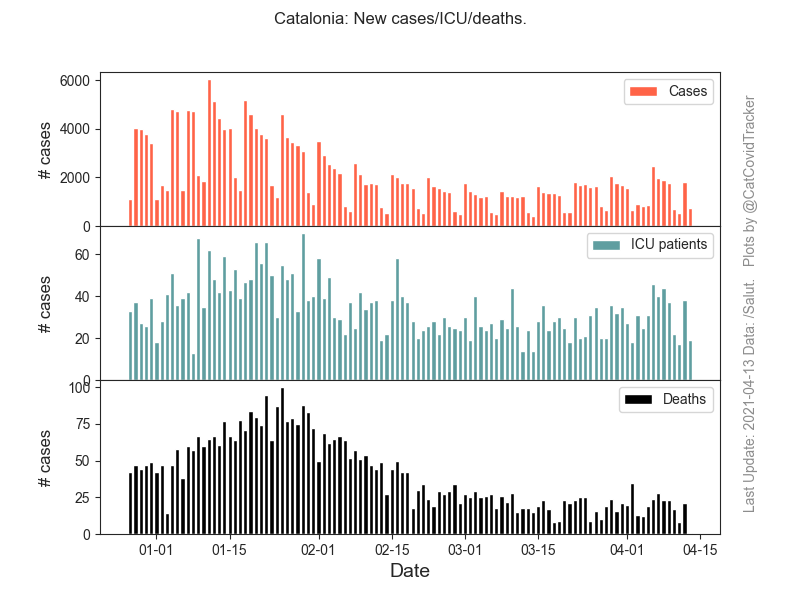 Catalonia: New cases/ICU/deaths.
6000
4000
2000
0
# cases
Cases
60
40
20
0
# cases
ICU patients
100
75
50
25
0
# cases
Deaths
01-01
01-15
02-01
02-15
03-01
03-15
04-01
04-15
Date
Last Update: 2021-04-13 Data: /Salut. Plots by @CatCovidTracker